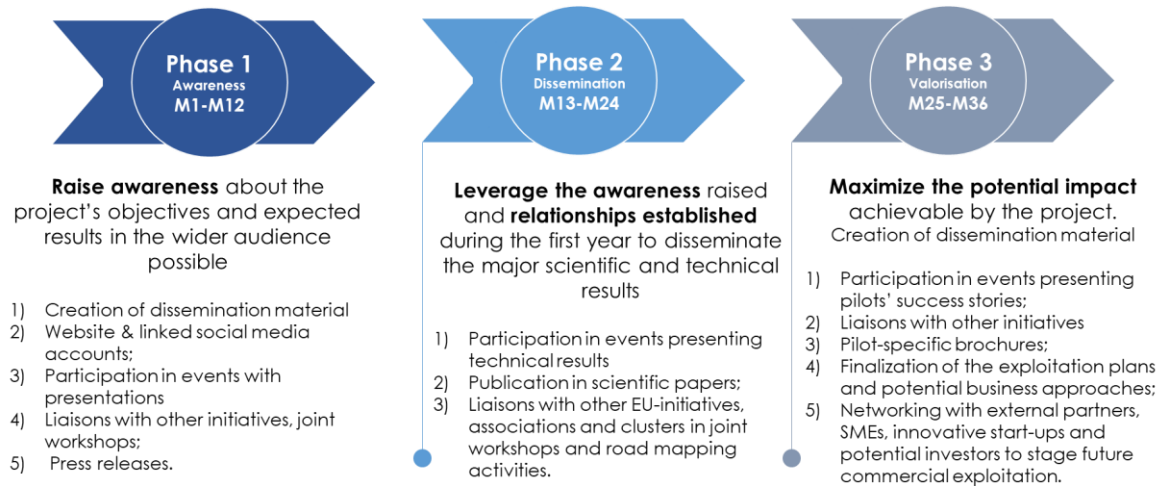 Phase 1
Awareness
M1-M12
Raise awareness about the
project's objectives and expected
results in the wider audience
possible
1) Creation of dissemination material
2) Website & linked social media
accounts;
3) Participation in events with
presentations
4) Liaisons with other initiatives, joint
workshops;
5) Press releases.
Phase 2
Dissemination
M13-M24
Leverage the awareness raised
and relationships established
during the first year to disseminate
the major scientific and technical
results
1) Participation in events presenting
technical results
2) Publication in scientific papers;
3) Liaisons with other EU-initiatives,
associations and clusters in joint
workshops and road mapping
activities.
Phase 3
Valorisation
M25-M36
Maximize the potential impact
achievable by the project.
Creation of dissemination material
1) Participation in events presenting
pilots' success stories;
2) Liaisons with other initiatives
3) Pilot-specific brochures;
4) Finalization of the exploitation plans
and potential business approaches;
5) Networking with external partners,
SMEs, innovative start-ups and
potential investors to stage future
commercial exploitation.